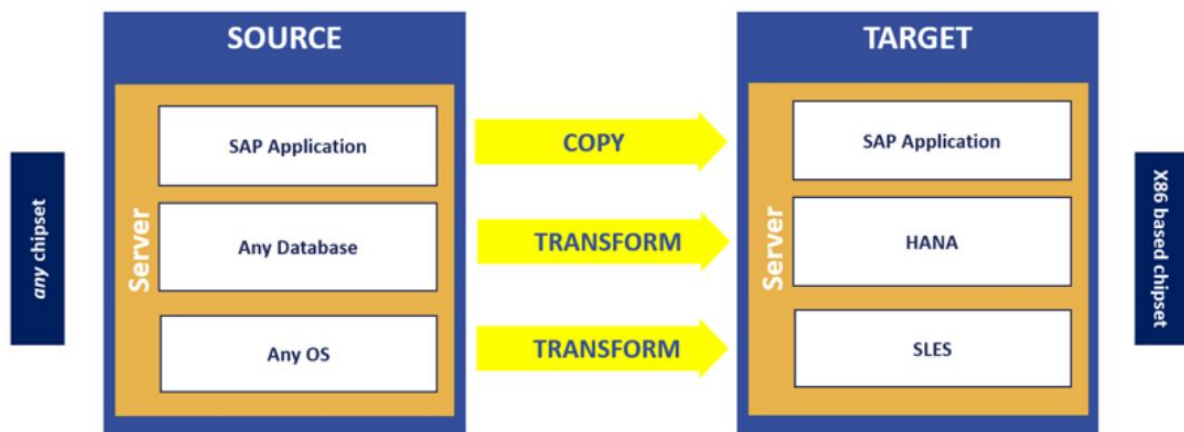 SOURCE
TARGET
any chipset
Server
SAP Application
COPY
Server
SAP Application
X86 based chipset
Any Database
TRANSFORM
HANA
Any OS
TRANSFORM
SLES